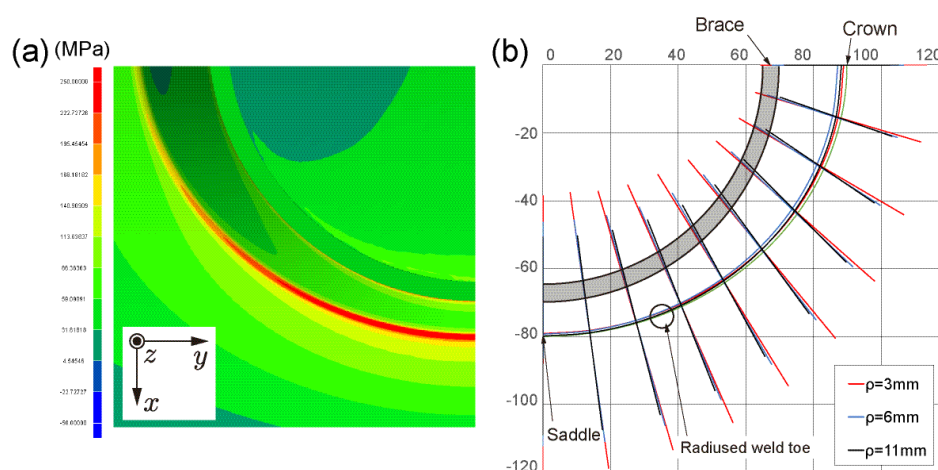 (a) (MPa)
250.00000
222.72728
195.45454
168.18182
140.90909
113.63637
86.36363
59.09091
31.81818
4.54545
-22.72727
-50.00000
z
y
x
(b)
Brace
Crown
0
20
40
60
80
100
120
-20
-40
-60
-80
-100
-120
Saddle
Radiused weld toe
ρ=3mm
ρ=6mm
ρ=11mm